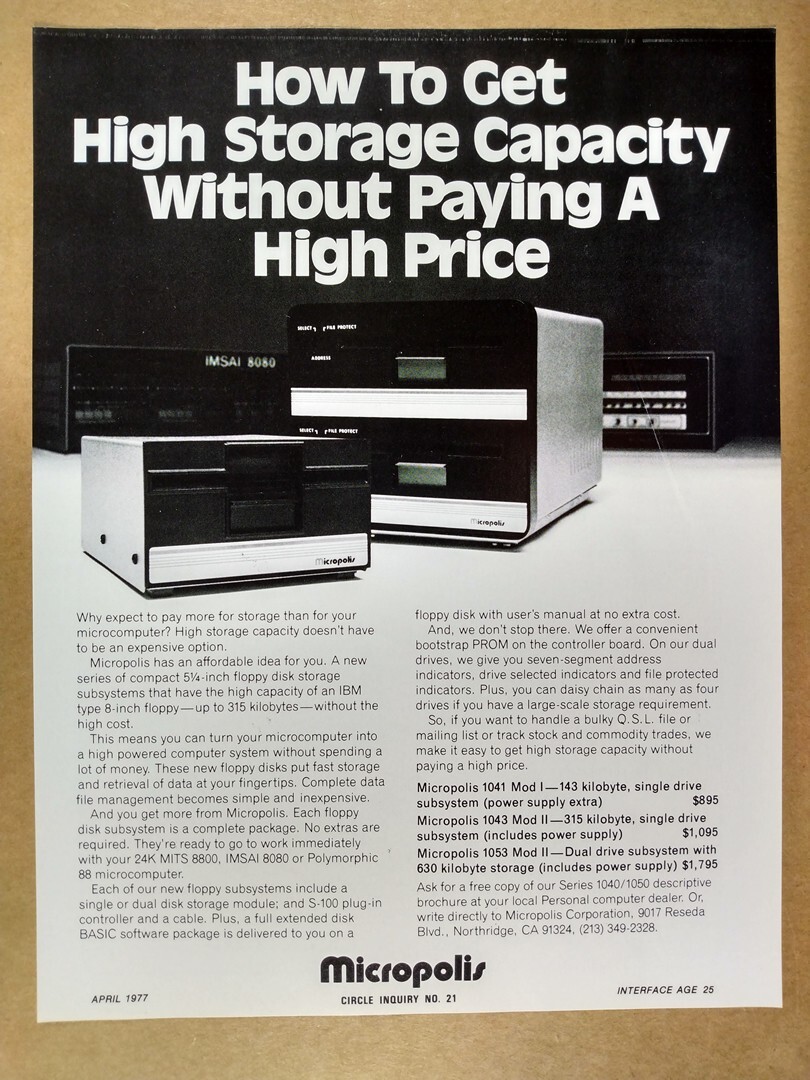 How To Get
High Storage Capacity
Without Paying A
High Price
SELECT FILE PROTECT
ADDRESS
IMSAI 8080
SELECT FILE PROTECT
Micropolis
Micropolis
Why expect to pay more for storage than for your
microcomputer? High storage capacity doesn't have
to be an expensive option.
Micropolis has an affordable idea for you. A new
series of compact 5¼-inch floppy disk storage
subsystems that have the high capacity of an IBM
type 8-inch floppy—up to 315 kilobytes—without the
high cost.
This means you can turn your microcomputer into
a high powered computer system without spending a
lot of money. These new floppy disks put fast storage
and retrieval of data at your fingertips. Complete data
file management becomes simple and inexpensive.
And you get more from Micropolis. Each floppy
disk subsystem is a complete package. No extras are
required. They're ready to go to work immediately
with your 24K MITS 8800, IMSAI 8080 or Polymorphic
88 microcomputer.
Each of our new floppy subsystems include a
single or dual disk storage module; and S-100 plug-in
controller and a cable. Plus, a full extended disk
BASIC software package is delivered to you on a
floppy disk with user's manual at no extra cost.
And, we don't stop there. We offer a convenient
bootstrap PROM on the controller board. On our dual
drives, we give you seven-segment address
indicators, drive selected indicators and file protected
indicators. Plus, you can daisy chain as many as four
drives if you have a large-scale storage requirement.
So, if you want to handle a bulky Q.S.L. file or
mailing list or track stock and commodity trades, we
make it easy to get high storage capacity without
paying a high price.
Micropolis 1041 Mod I—143 kilobyte, single drive
subsystem (power supply extra) $895
Micropolis 1043 Mod II—315 kilobyte, single drive
subsystem (includes power supply) $1,095
Micropolis 1053 Mod II—Dual drive subsystem with
630 kilobyte storage (includes power supply) $1,795
Ask for a free copy of our Series 1040/1050 descriptive
brochure at your local Personal computer dealer. Or,
write directly to Micropolis Corporation, 9017 Reseda
Blvd., Northridge, CA 91324, (213) 349-2328.
Micropolis
APRIL 1977
CIRCLE INQUIRY NO. 21
INTERFACE AGE 25